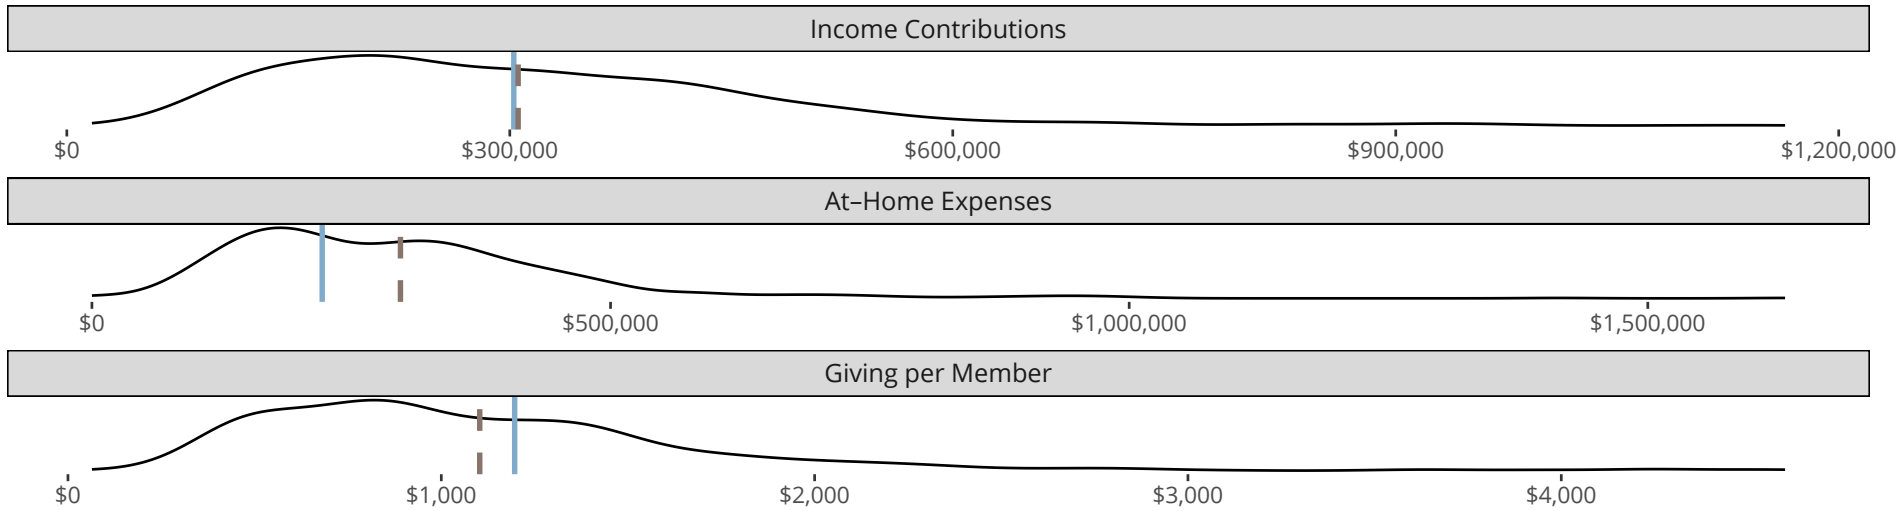 Income Contributions
$0 $300,000 $600,000 $900,000 $1,200,000
At–Home Expenses
$0 $500,000 $1,000,000 $1,500,000
Giving per Member
$0 $1,000 $2,000 $3,000 $4,000